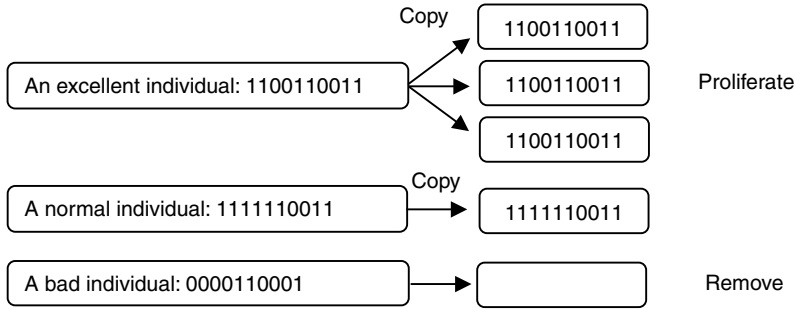 Copy
1100110011
An excellent individual: 1100110011
1100110011
Proliferate
1100110011
Copy
A normal individual: 1111110011
1111110011
A bad individual: 0000110001
Remove